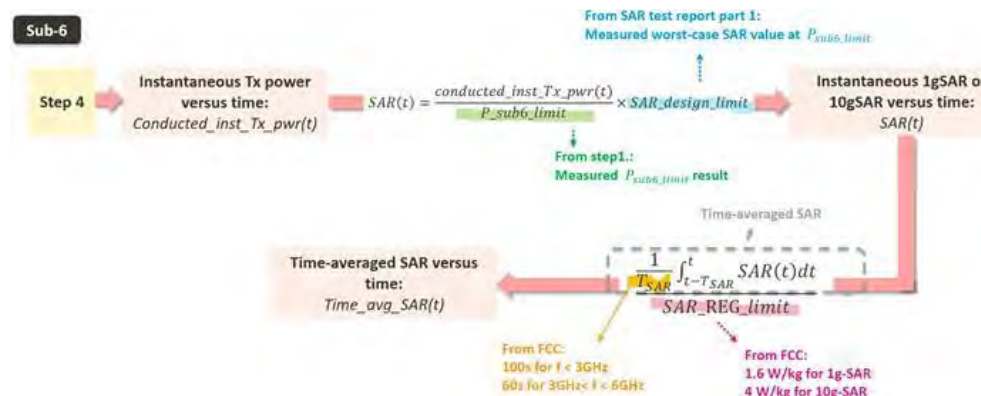 Sub-6
From SAR test report part 1:
Measured worst-case SAR value at P_sub6_limit
Step 4
Instantaneous Tx power
versus time:
Conducted_inst_Tx_pwr(t)
SAR(t) = conducted_inst_Tx_pwr(t) / P_sub6_limit × SAR_design_limit
Instantaneous 1gSAR o
10gSAR versus time:
SAR(t)
From step1.:
Measured P_sub6_limit result
Time-averaged SAR
Time-averaged SAR versus
time:
Time_avg_SAR(t)
1/T_SAR ∫_{t−T_SAR}^{t} SAR(t)dt
SAR_REG_limit
From FCC:
100s for f < 3GHz
60s for 3GHz< f < 6GHz
From FCC:
1.6 W/kg for 1g-SAR
4 W/kg for 10g-SAR